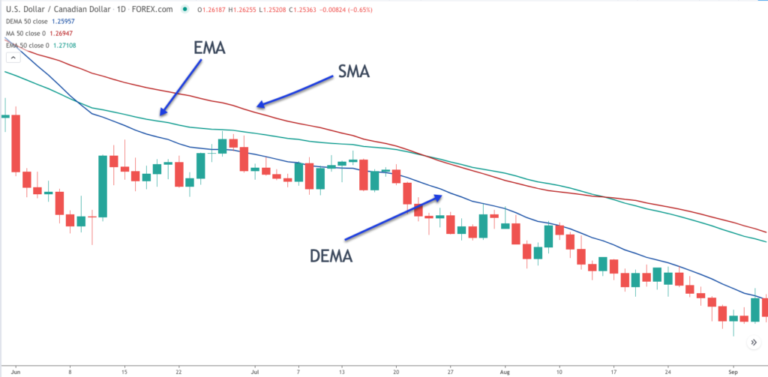 U.S. Dollar / Canadian Dollar · 1D · FOREX.com O1.26187 H1.26255 L1.25208 C1.25363 -0.00824 (-0.65%)
DEMA 50 close 1.25957
MA 50 close 0 1.26947
EMA 50 close 0 1.27108
EMA
SMA
DEMA
Jun 8 15 22 Jul 13 20 27 Aug 10 17 24 Sep